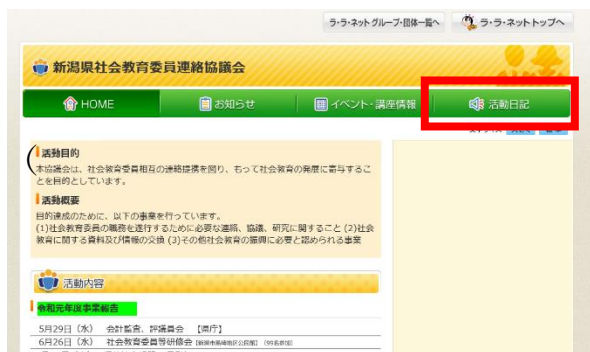 ラ・ラ・ネット グループ・団体一覧へ
ラ・ラ・ネットトップへ
新潟県社会教育委員連絡協議会
HOME
お知らせ
イベント・講座情報
活動日記
活動目的
本協議会は、社会教育委員相互の連絡提携を図り、もって社会教育の発展に寄与するこ
とを目的としています。
活動概要
目的達成のために、以下の事業を行っています。
(1)社会教育委員の職務を遂行するために必要な連絡、協議、研究に関すること (2)社会
教育に関する資料及び情報の交換 (3)その他社会教育の振興に必要と認められる事業
活動内容
令和元年度事業報告
5月29日（水） 会計監査、評議員会 【県庁】
6月26日（水） 社会教育委員等研修会